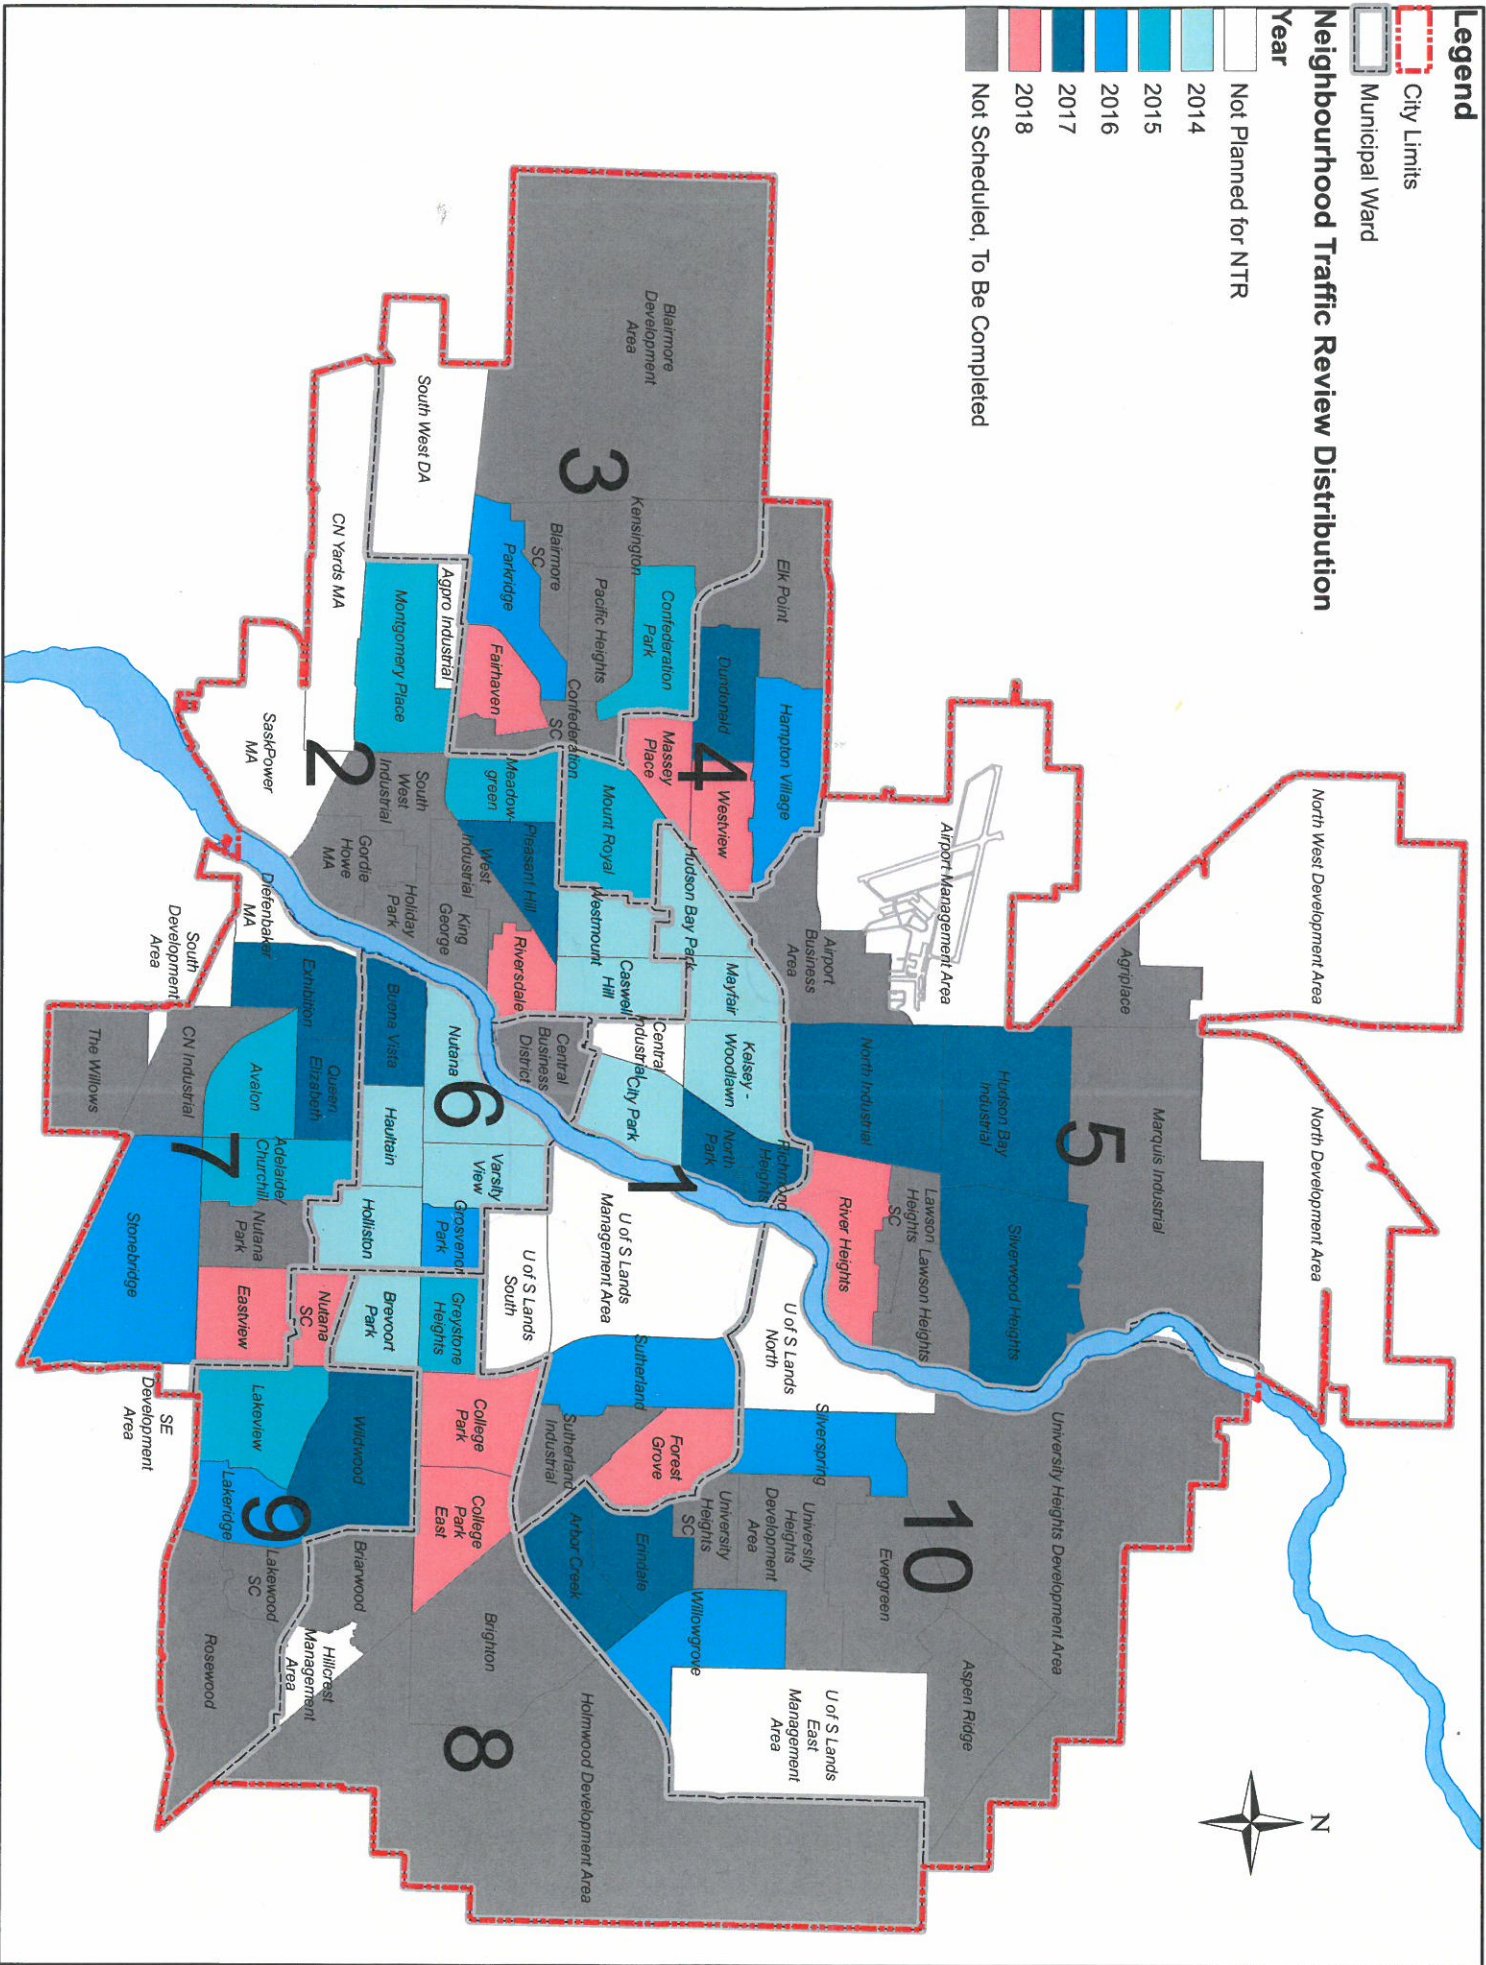 Legend
City Limits
Municipal Ward
Neighbourhood Traffic Review Distribution
Year
Not Planned for NTR
2014
2015
2016
2017
2018
Not Scheduled, To Be Completed
N
North West Development Area
North Development Area
Agriplace
Marquis Industrial
5
Airport Management Area
Hudson Bay
Industrial
North Industrial
Silverwood Heights
Airport
Business
Area
Lawson
Heights
SC
Lawson Heights
River Heights
Richmond
Heights
University Heights Development Area
Elk Point
Hampton Village
Dundonald
4
Westview
Massey
Place
Blairmore
Development
Area
3
Kensington
Confederation
Park
Pacific Heights
Blairmore
SC
Parkridge
Confederation
SC
Fairhaven
Hudson Bay Park
Mayfair
Kelsey -
Woodlawn
North
Park
Mount Royal
Westmount
Caswell
Hill
Central
Industrial
City Park
1
U of S Lands
Management Area
U of S Lands
North
U of S Lands
South
South West DA
CN Yards MA
Agpro Industrial
Montgomery Place
Meadow-
green
Pleasant Hill
West
Industrial
Riversdale
King
George
Central
Business
District
South
West
Industrial
Holiday
Park
Gordie
Howe
MA
2
SaskPower
MA
Diefenbaker
MA
South
Development
Area
Exhibition
Buena Vista
Nutana
6
Varsity
View
Haultain
Grosvenor
Park
Holliston
Greystone
Heights
Brevoort
Park
Queen
Elizabeth
Avalon
Adelaide/
Churchill
Nutana
Park
Nutana
SC
Eastview
CN Industrial
The Willows
7
Stonebridge
SE
Development
Area
Lakeview
Wildwood
Lakeridge
9
Lakewood
SC
Briarwood
Rosewood
Hillcrest
Management
Area
College
Park
College
Park
East
Brighton
8
Holmwood Development Area
Sutherland
Sutherland
Industrial
Forest
Grove
Silverspring
University
Heights
SC
University
Heights
Development
Area
Erindale
Arbor Creek
Willowgrove
Evergreen
10
Aspen Ridge
U of S Lands
East
Management
Area